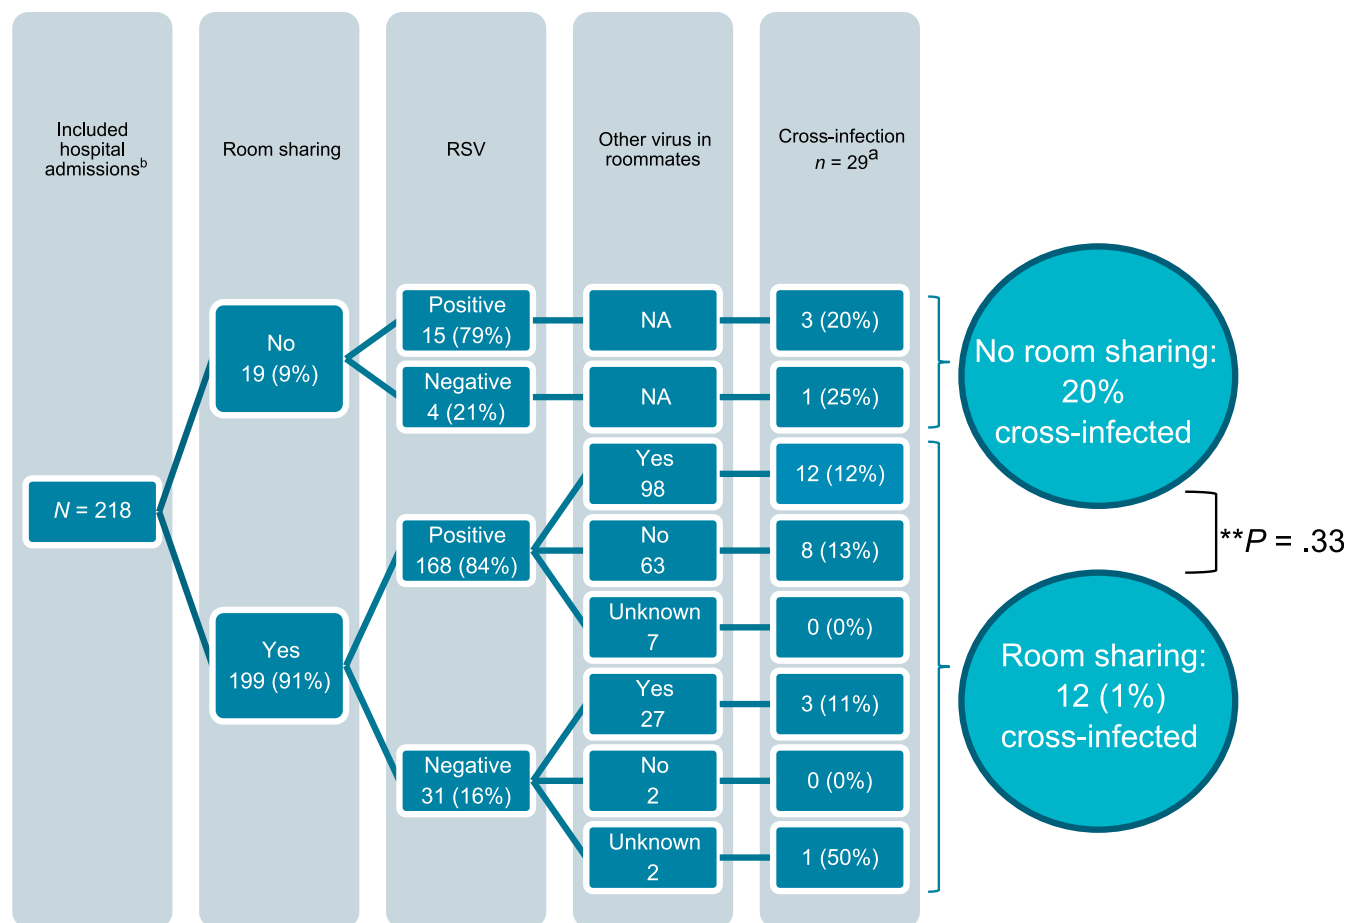 Included
hospital
admissionsᵇ
Room sharing
RSV
Other virus in
roommates
Cross-infection
n = 29ᵃ
N = 218
No
19 (9%)
Yes
199 (91%)
Positive
15 (79%)
Negative
4 (21%)
Positive
168 (84%)
Negative
31 (16%)
NA
NA
Yes
98
No
63
Unknown
7
Yes
27
No
2
Unknown
2
3 (20%)
1 (25%)
12 (12%)
8 (13%)
0 (0%)
3 (11%)
0 (0%)
1 (50%)
No room sharing:
20%
cross-infected
**P = .33
Room sharing:
12 (1%)
cross-infected